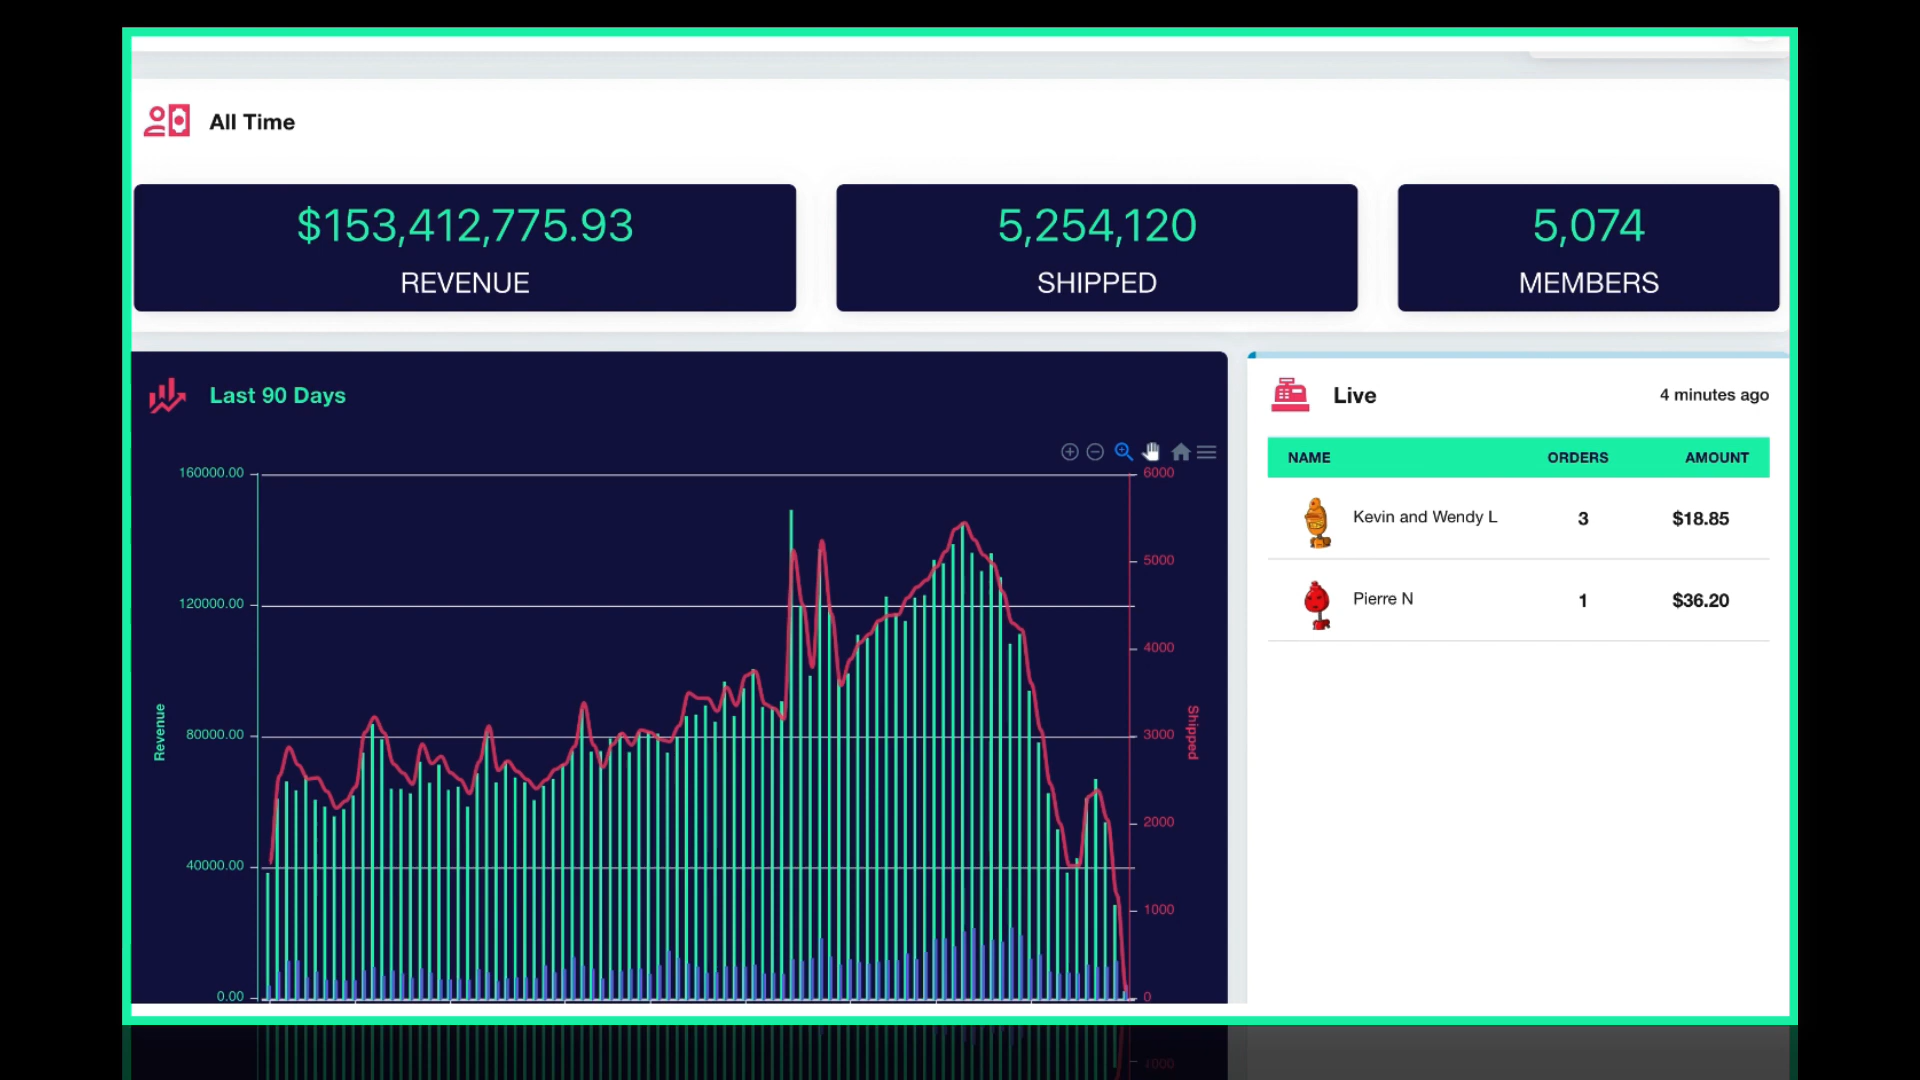 All Time
$153,412,775.93
REVENUE
5,254,120
SHIPPED
5,074
MEMBERS
Last 90 Days
160000.00
120000.00
80000.00
40000.00
0.00
Revenue
6000
5000
4000
3000
2000
1000
0
Shipped
Live
4 minutes ago
NAME ORDERS AMOUNT
Kevin and Wendy L 3 $18.85
Pierre N 1 $36.20
1000